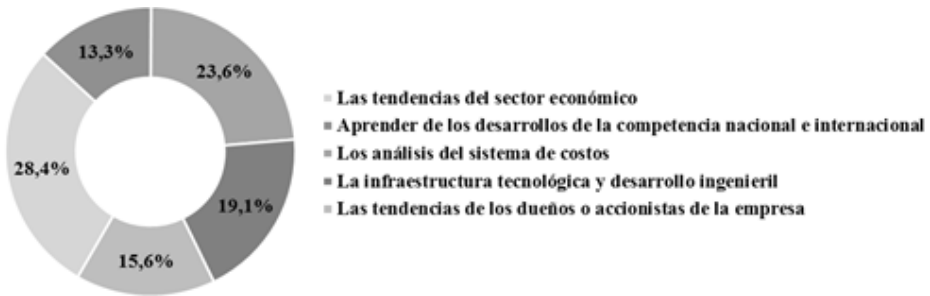 13,3%
23,6%
28,4%
19,1%
15,6%
Las tendencias del sector económico
Aprender de los desarrollos de la competencia nacional e internacional
Los análisis del sistema de costos
La infraestructura tecnológica y desarrollo ingenieril
Las tendencias de los dueños o accionistas de la empresa